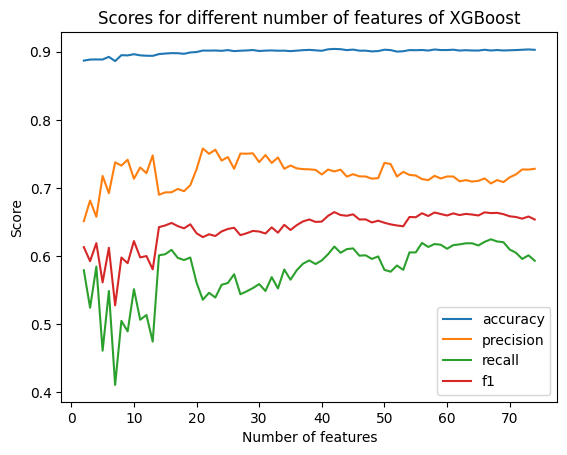 Scores for different number of features of XGBoost
Score
0.9
0.8
0.7
0.6
0.5
0.4
0
10
20
30
40
50
60
70
Number of features
accuracy
precision
recall
f1